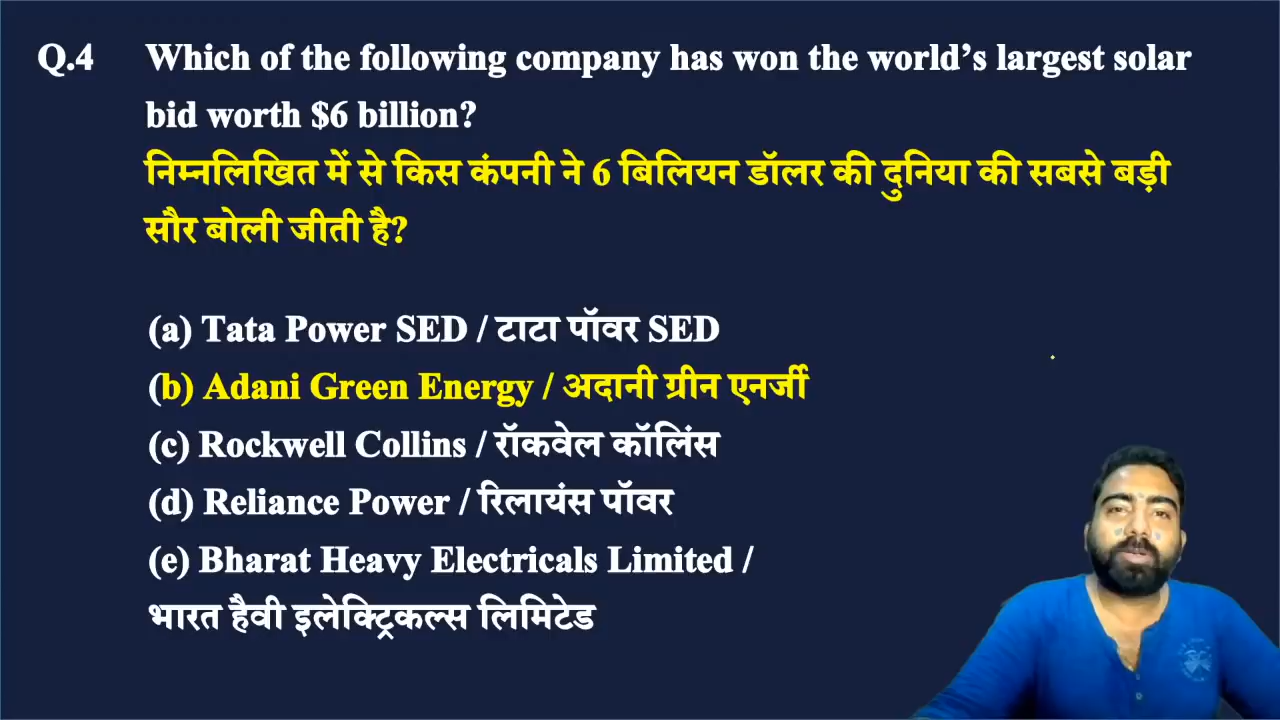 Q.4 Which of the following company has won the world's largest solar
bid worth $6 billion?
निम्नलिखित में से किस कंपनी ने 6 बिलियन डॉलर की दुनिया की सबसे बड़ी
सौर बोली जीती है?
(a) Tata Power SED / टाटा पॉवर SED
(b) Adani Green Energy / अदानी ग्रीन एनर्जी
(c) Rockwell Collins / रॉकवेल कॉलिंस
(d) Reliance Power / रिलायंस पॉवर
(e) Bharat Heavy Electricals Limited /
भारत हैवी इलेक्ट्रिकल्स लिमिटेड